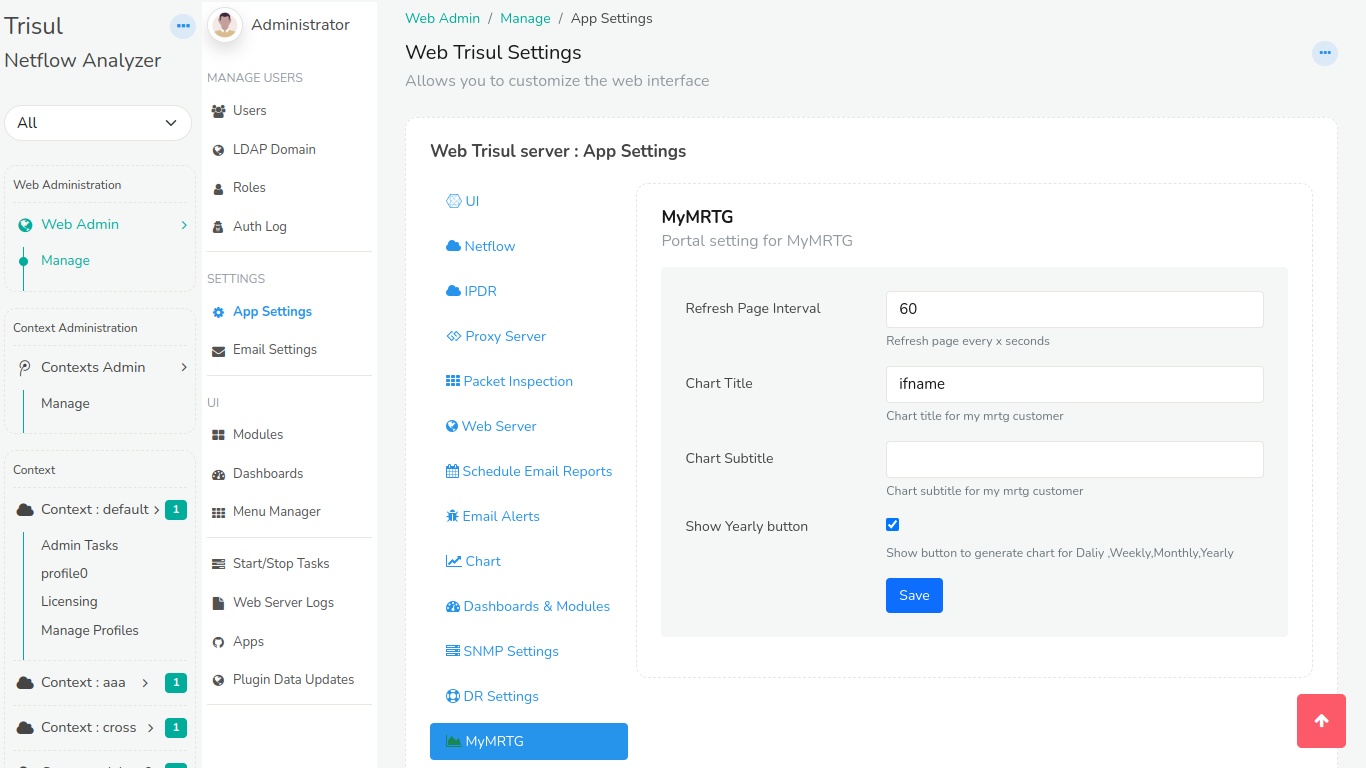 Trisul
Netflow Analyzer
All
Web Administration
Web Admin
Manage
Context Administration
Contexts Admin
Manage
Context
Context : default
1
Admin Tasks
profile0
Licensing
Manage Profiles
Context : aaa
1
Context : cross
1
Administrator
MANAGE USERS
Users
LDAP Domain
Roles
Auth Log
SETTINGS
App Settings
Email Settings
UI
Modules
Dashboards
Menu Manager
Start/Stop Tasks
Web Server Logs
Apps
Plugin Data Updates
Web Admin / Manage / App Settings
Web Trisul Settings
Allows you to customize the web interface
Web Trisul server : App Settings
UI
Netflow
IPDR
Proxy Server
Packet Inspection
Web Server
Schedule Email Reports
Email Alerts
Chart
Dashboards & Modules
SNMP Settings
DR Settings
MyMRTG
MyMRTG
Portal setting for MyMRTG
Refresh Page Interval
60
Refresh page every x seconds
Chart Title
ifname
Chart title for my mrtg customer
Chart Subtitle
Chart subtitle for my mrtg customer
Show Yearly button
Show button to generate chart for Daliy ,Weekly,Monthly,Yearly
Save